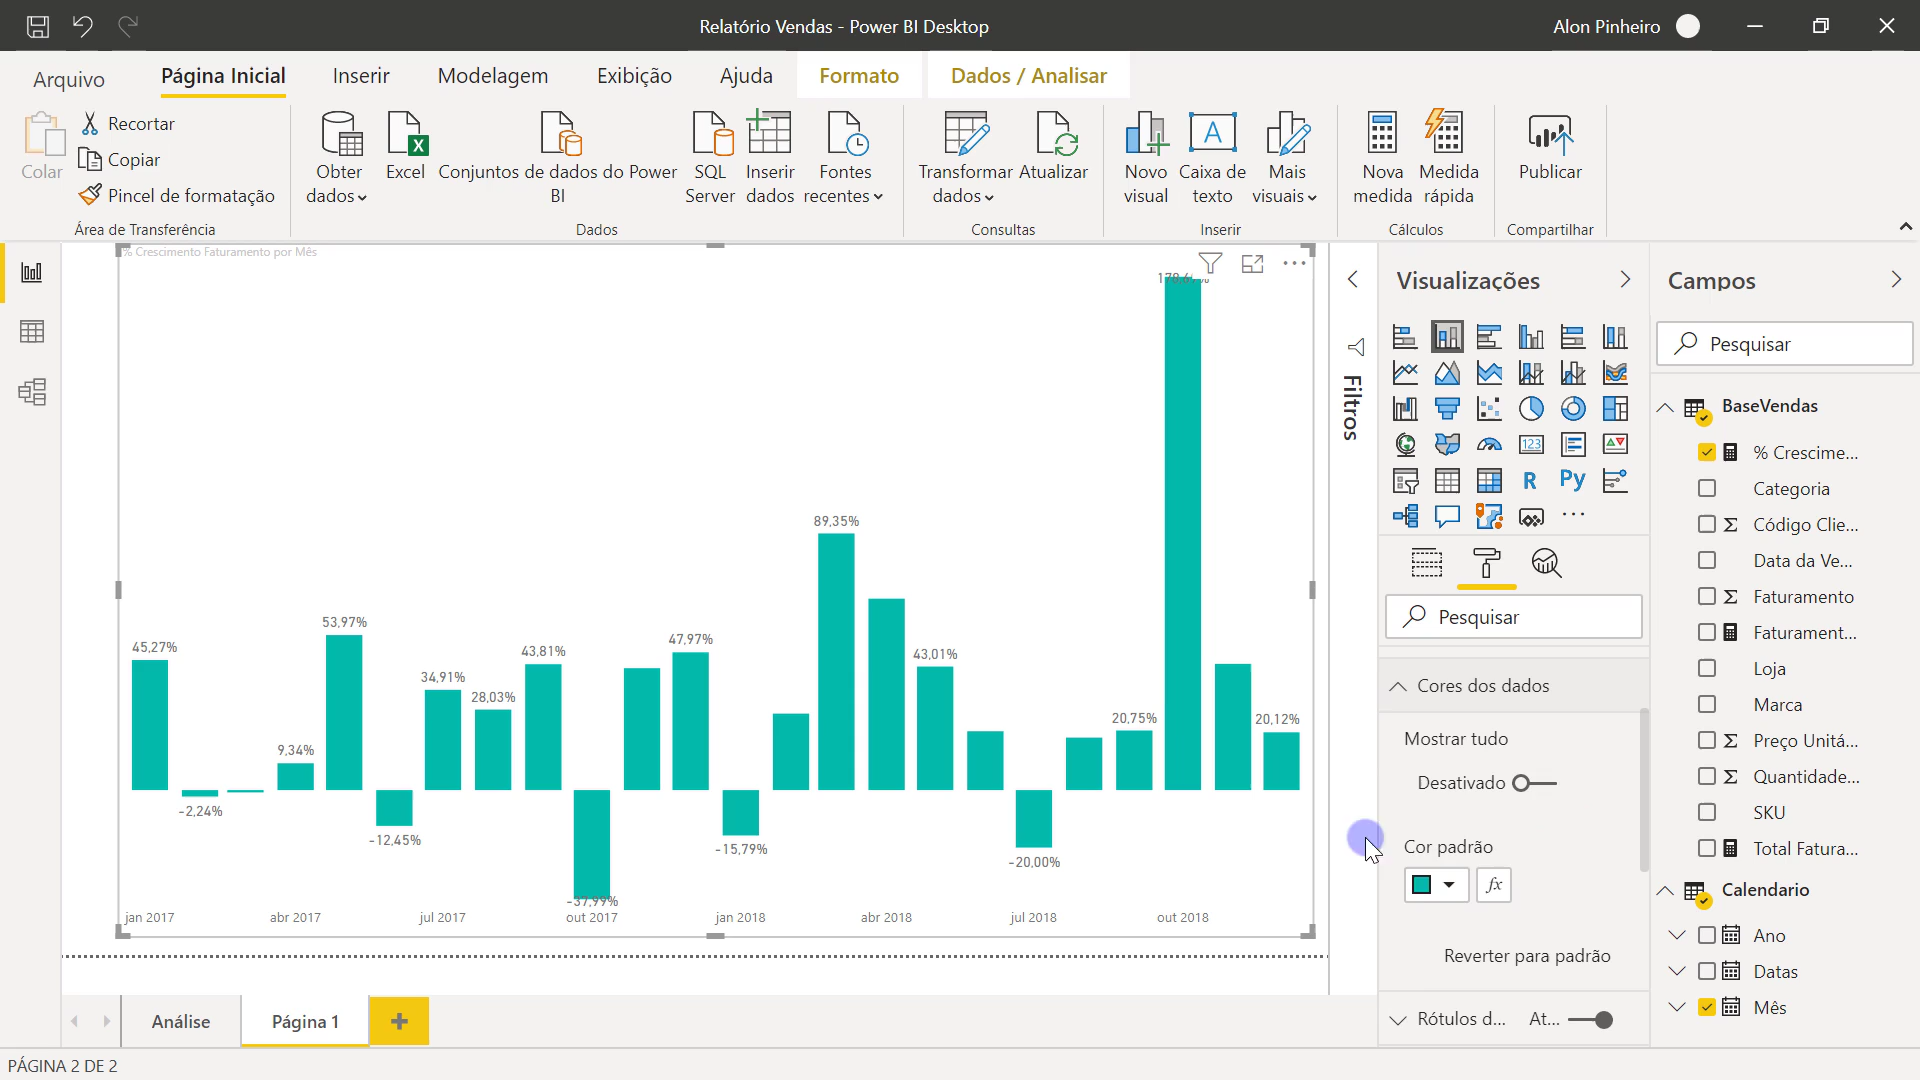 Relatório Vendas - Power BI Desktop
Alon Pinheiro
Arquivo
Página Inicial
Inserir
Modelagem
Exibição
Ajuda
Formato
Dados / Analisar
Colar
Recortar
Copiar
Pincel de formatação
Área de Transferência
Obter
dados
Excel
Conjuntos de dados do Power
BI
SQL
Server
Inserir
dados
Fontes
recentes
Dados
Transformar
dados
Atualizar
Consultas
Novo
visual
Caixa de
texto
Mais
visuais
Inserir
Nova
medida
Medida
rápida
Cálculos
Publicar
Compartilhar
% Crescimento Faturamento por Mês
45,27%
-2,24%
9,34%
53,97%
-12,45%
34,91%
28,03%
43,81%
-37,99%
47,97%
-15,79%
89,35%
43,01%
-20,00%
20,75%
20,12%
jan 2017
abr 2017
jul 2017
out 2017
jan 2018
abr 2018
jul 2018
out 2018
Filtros
Visualizações
123
R
Py
Pesquisar
Cores dos dados
Mostrar tudo
Desativado
Cor padrão
fx
Reverter para padrão
Rótulos d...
At...
Campos
Pesquisar
BaseVendas
% Crescime...
Categoria
Código Clie...
Data da Ve...
Faturamento
Faturament...
Loja
Marca
Preço Unitá...
Quantidade...
SKU
Total Fatura...
Calendario
Ano
Datas
Mês
Análise
Página 1
PÁGINA 2 DE 2